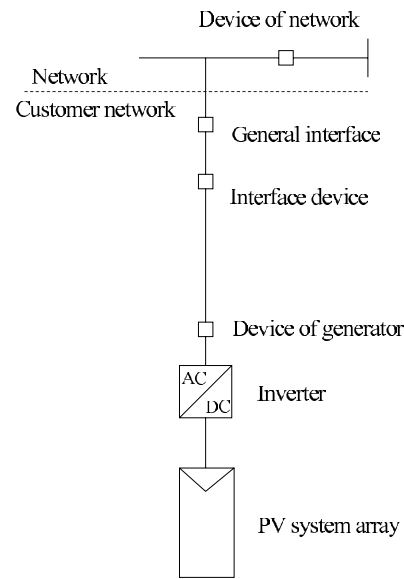 Device of network
Network
Customer network
General interface
Interface device
Device of generator
AC
DC
Inverter
PV system array